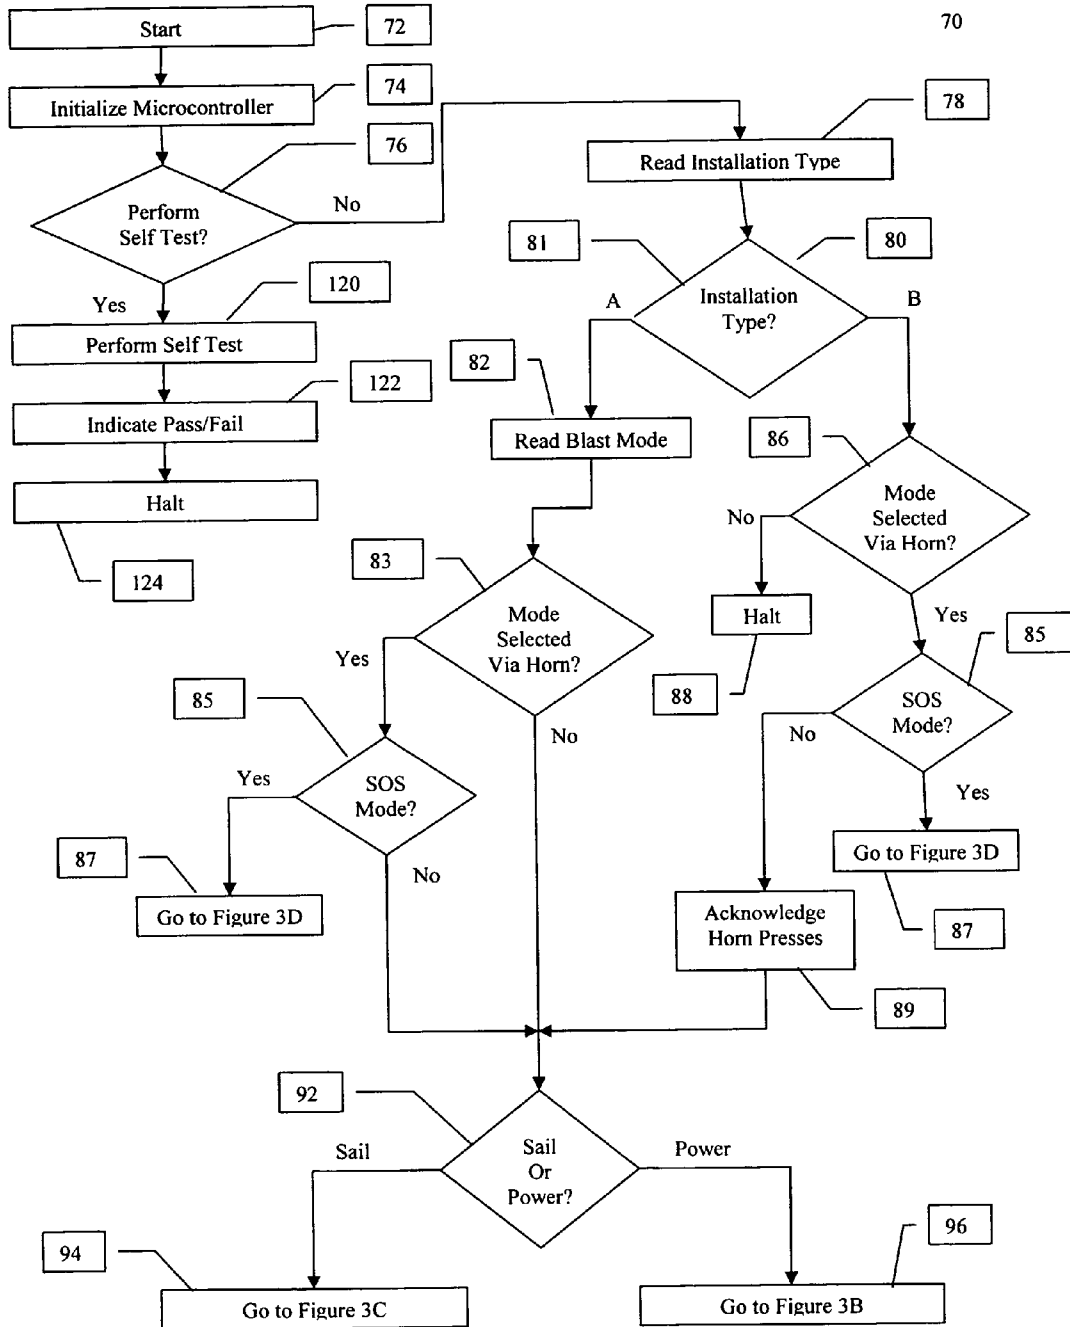 70
Start
72
Initialize Microcontroller
74
78
Read Installation Type
76
Perform
Self Test?
No
Yes
81
80
Installation
Type?
A
B
120
Perform Self Test
122
Indicate Pass/Fail
Halt
124
82
Read Blast Mode
86
Mode
Selected
Via Horn?
No
Yes
83
Mode
Selected
Via Horn?
Yes
No
Halt
88
85
SOS
Mode?
No
Yes
85
SOS
Mode?
Yes
No
87
Go to Figure 3D
Go to Figure 3D
87
Acknowledge
Horn Presses
89
92
Sail
Or
Power?
Sail
Power
94
Go to Figure 3C
96
Go to Figure 3B